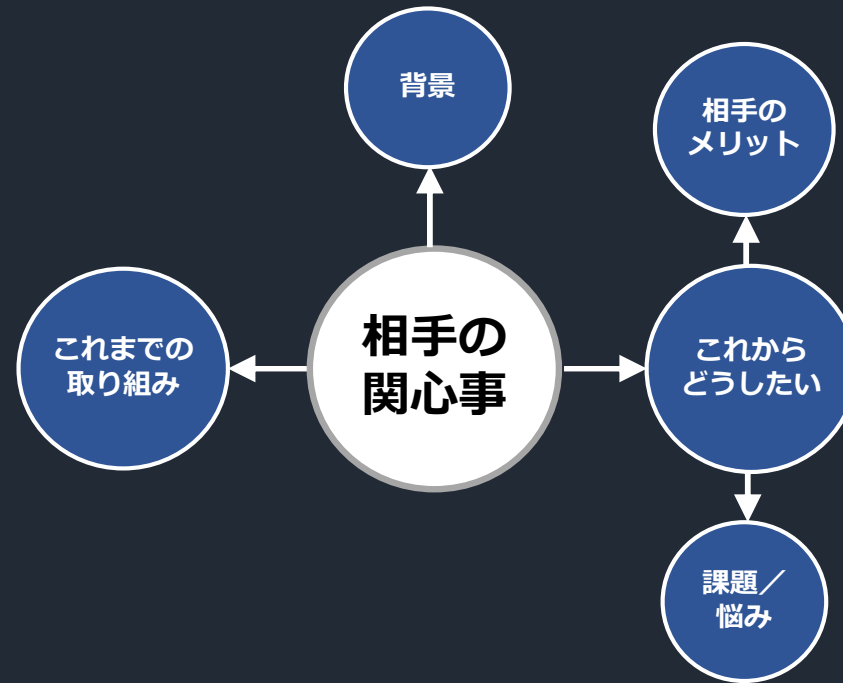 背景
相手の
メリット
相手の
関心事
これまでの
取り組み
これから
どうしたい
課題／
悩み